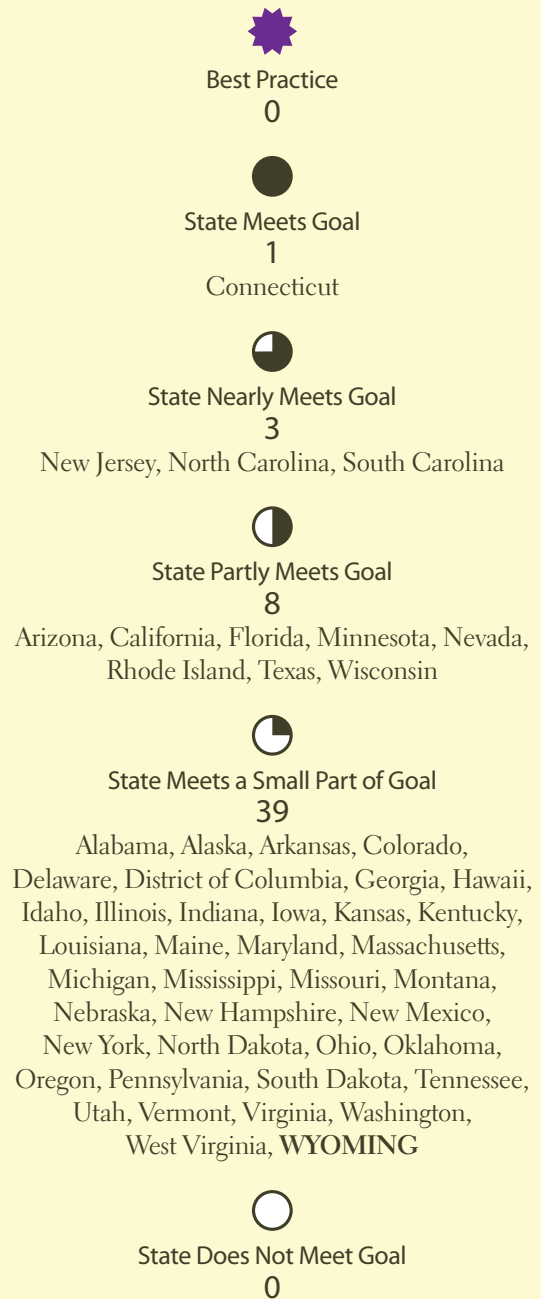 Best Practice
0
State Meets Goal
1
Connecticut
State Nearly Meets Goal
3
New Jersey, North Carolina, South Carolina
State Partly Meets Goal
8
Arizona, California, Florida, Minnesota, Nevada,
Rhode Island, Texas, Wisconsin
State Meets a Small Part of Goal
39
Alabama, Alaska, Arkansas, Colorado,
Delaware, District of Columbia, Georgia, Hawaii,
Idaho, Illinois, Indiana, Iowa, Kansas, Kentucky,
Louisiana, Maine, Maryland, Massachusetts,
Michigan, Mississippi, Missouri, Montana,
Nebraska, New Hampshire, New Mexico,
New York, North Dakota, Ohio, Oklahoma,
Oregon, Pennsylvania, South Dakota, Tennessee,
Utah, Vermont, Virginia, Washington,
West Virginia, WYOMING
State Does Not Meet Goal
0